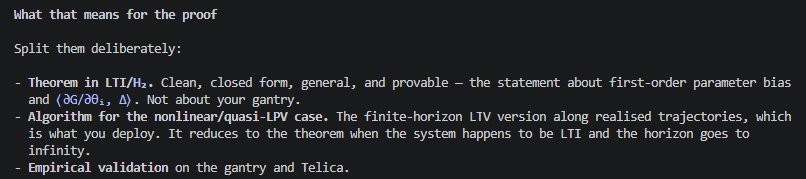 What that means for the proof
Split them deliberately:
- Theorem in LTI/H₂. Clean, closed form, general, and provable — the statement about first-order parameter bias
and ⟨∂G/∂θᵢ, Δ⟩. Not about your gantry.
- Algorithm for the nonlinear/quasi-LPV case. The finite-horizon LTV version along realised trajectories, which
is what you deploy. It reduces to the theorem when the system happens to be LTI and the horizon goes to
infinity.
- Empirical validation on the gantry and Telica.